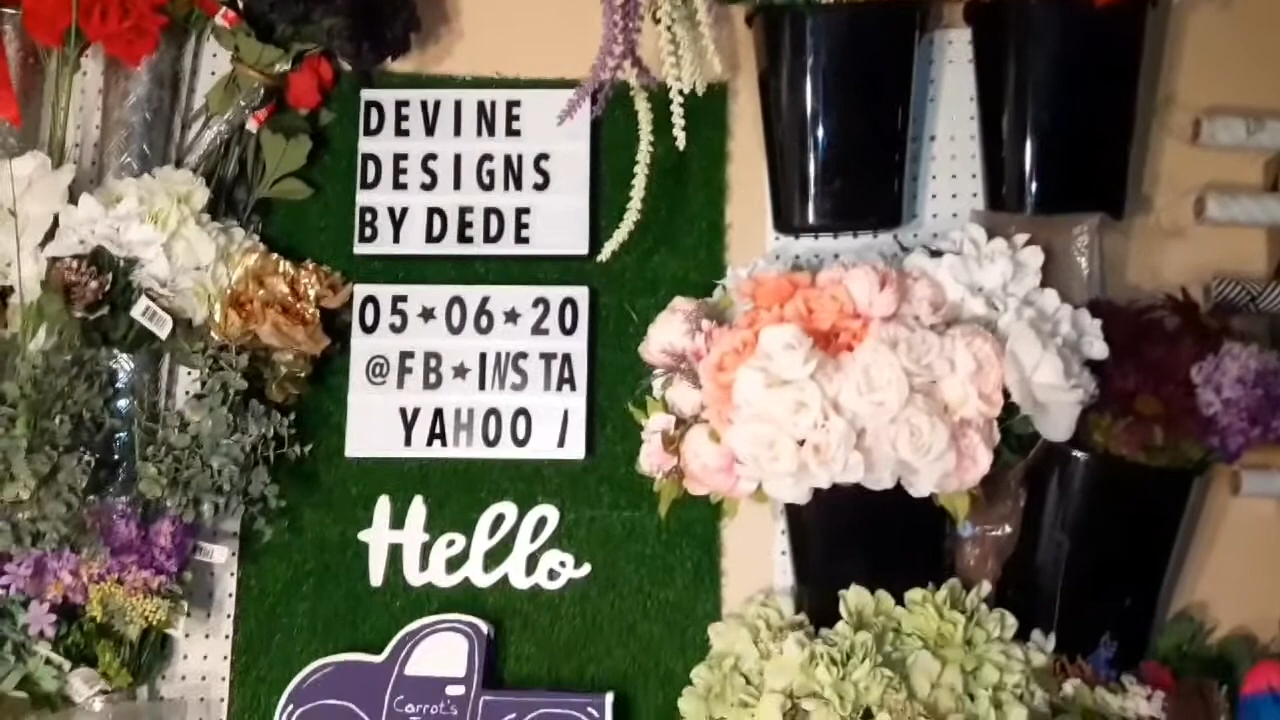 DEVINE
DESIGNS
BY DEDE
05★06★20
@FB★INSTA
YAHOO /
Hello
Carrot's